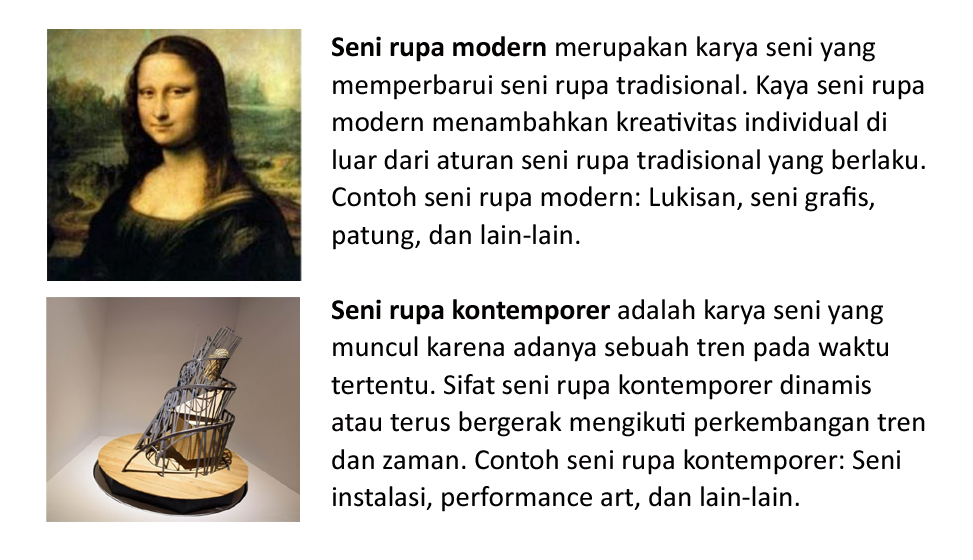 Seni rupa modern merupakan karya seni yang
memperbarui seni rupa tradisional. Kaya seni rupa
modern menambahkan kreativitas individual di
luar dari aturan seni rupa tradisional yang berlaku.
Contoh seni rupa modern: Lukisan, seni grafis,
patung, dan lain-lain.
Seni rupa kontemporer adalah karya seni yang
muncul karena adanya sebuah tren pada waktu
tertentu. Sifat seni rupa kontemporer dinamis
atau terus bergerak mengikuti perkembangan tren
dan zaman. Contoh seni rupa kontemporer: Seni
instalasi, performance art, dan lain-lain.